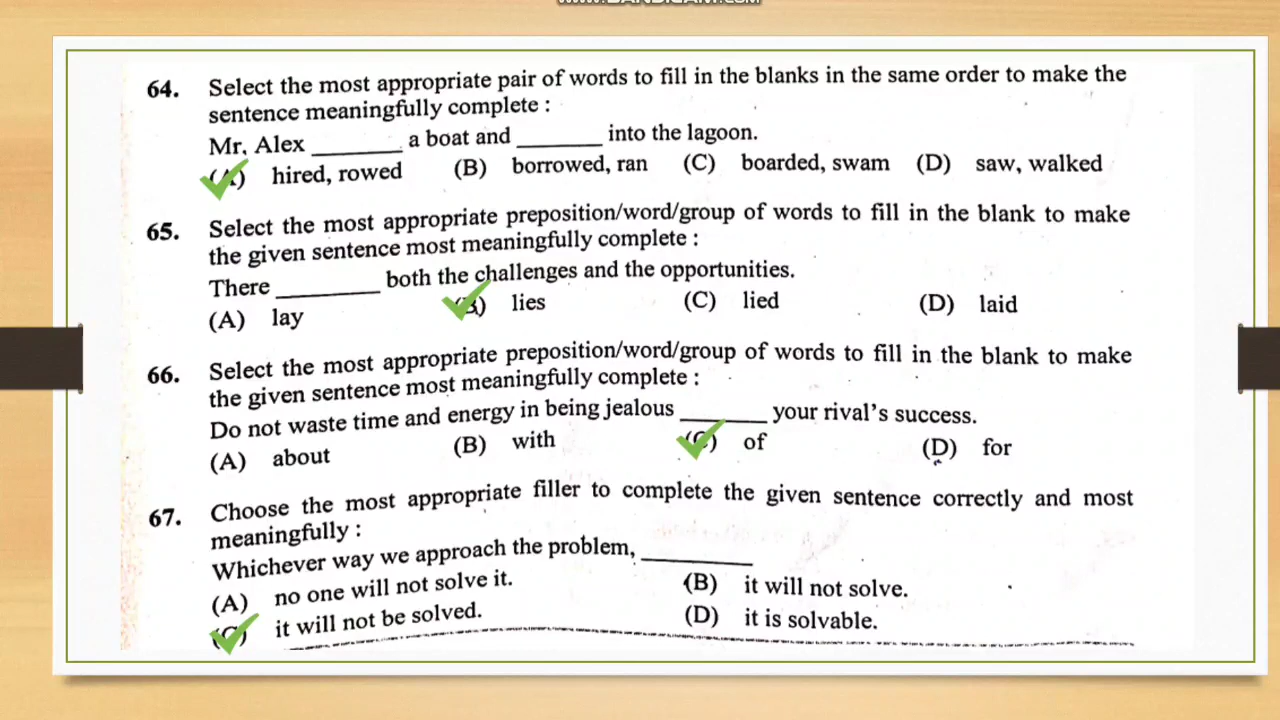 www.BANDICAM.com
64. Select the most appropriate pair of words to fill in the blanks in the same order to make the
sentence meaningfully complete :
Mr. Alex ________ a boat and ________ into the lagoon.
(A) hired, rowed (B) borrowed, ran (C) boarded, swam (D) saw, walked
65. Select the most appropriate preposition/word/group of words to fill in the blank to make
the given sentence most meaningfully complete :
There ________ both the challenges and the opportunities.
(A) lay (B) lies (C) lied (D) laid
66. Select the most appropriate preposition/word/group of words to fill in the blank to make
the given sentence most meaningfully complete :
Do not waste time and energy in being jealous ________ your rival's success.
(A) about (B) with (C) of (D) for
67. Choose the most appropriate filler to complete the given sentence correctly and most
meaningfully :
Whichever way we approach the problem, ________
(A) no one will not solve it. (B) it will not solve.
(C) it will not be solved. (D) it is solvable.